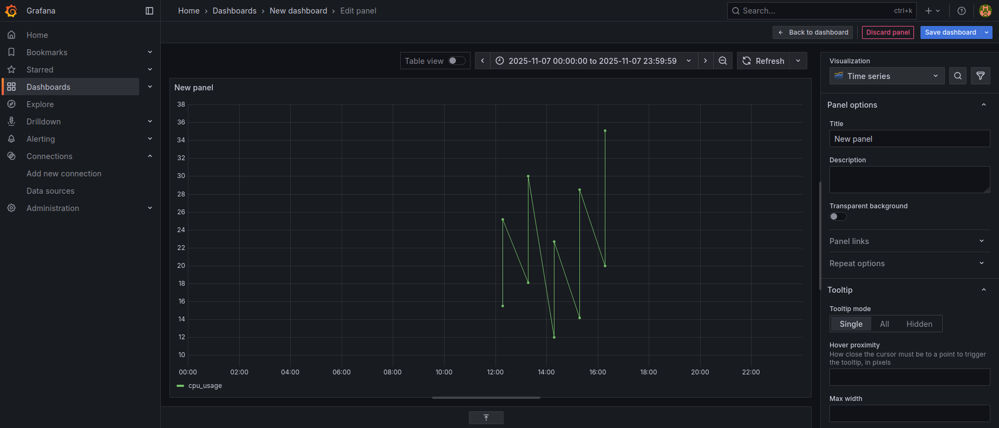 Grafana
Home › Dashboards › New dashboard › Edit panel
Search... ctrl+k
Back to dashboard Discard panel Save dashboard
Home
Bookmarks
Starred
Dashboards
Explore
Drilldown
Alerting
Connections
Add new connection
Data sources
Administration
Table view
2025-11-07 00:00:00 to 2025-11-07 23:59:59
Refresh
New panel
38
36
34
32
30
28
26
24
22
20
18
16
14
12
10
00:00 02:00 04:00 06:00 08:00 10:00 12:00 14:00 16:00 18:00 20:00 22:00
cpu_usage
Visualization
Time series
Panel options
Title
New panel
Description
Transparent background
Panel links
Repeat options
Tooltip
Tooltip mode
Single All Hidden
Hover proximity
How close the cursor must be to a point to trigger
the tooltip, in pixels
Max width